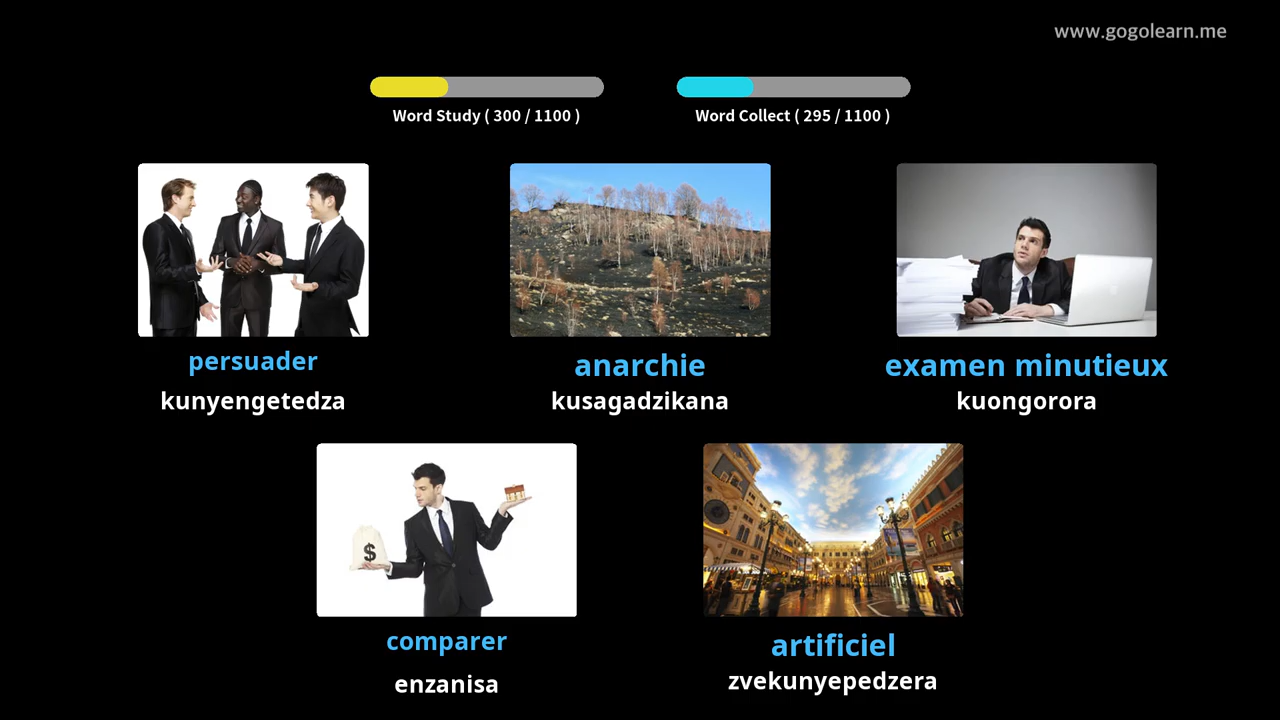 www.gogolearn.me
Word Study ( 300 / 1100 )
Word Collect ( 295 / 1100 )
persuader
kunyengetedza
anarchie
kusagadzikana
examen minutieux
kuongorora
$
comparer
enzanisa
artificiel
zvekunyepedzera